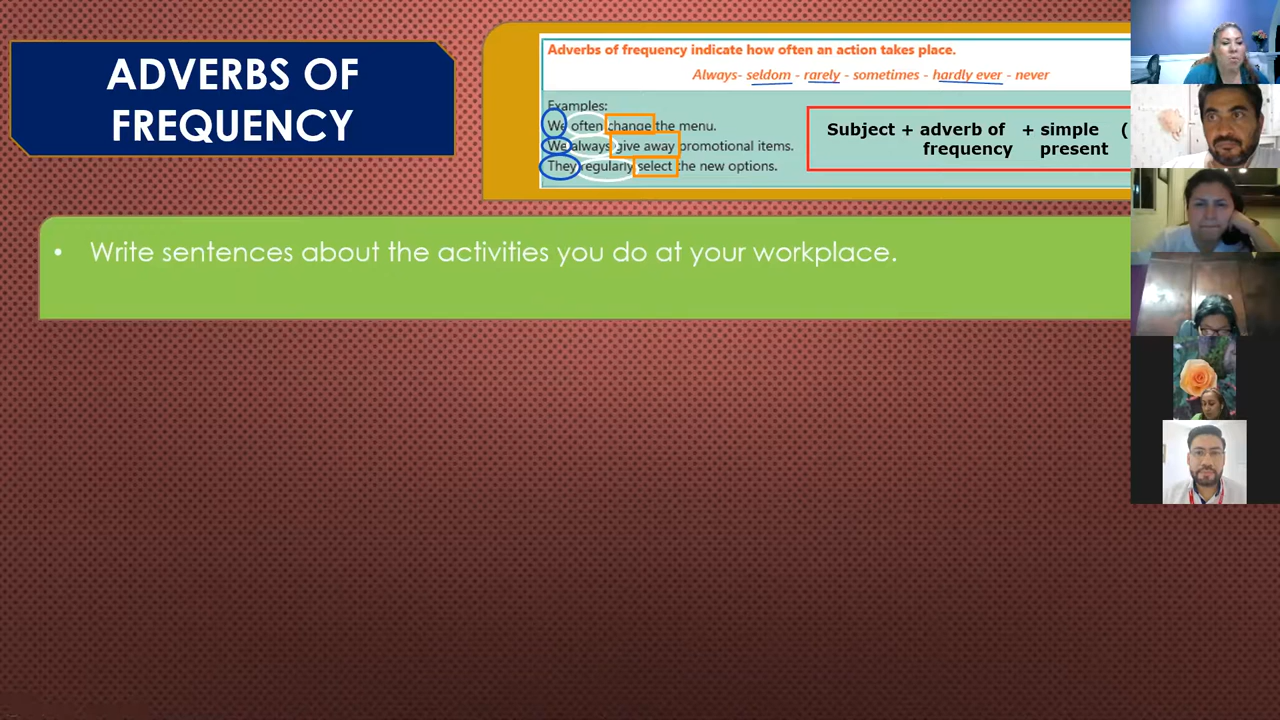 ADVERBS OF
FREQUENCY
Adverbs of frequency indicate how often an action takes place.
Always- seldom - rarely - sometimes - hardly ever - never
Examples:
We often change the menu.
We always give away promotional items.
They regularly select the new options.
Subject + adverb of + simple (
frequency present
• Write sentences about the activities you do at your workplace.